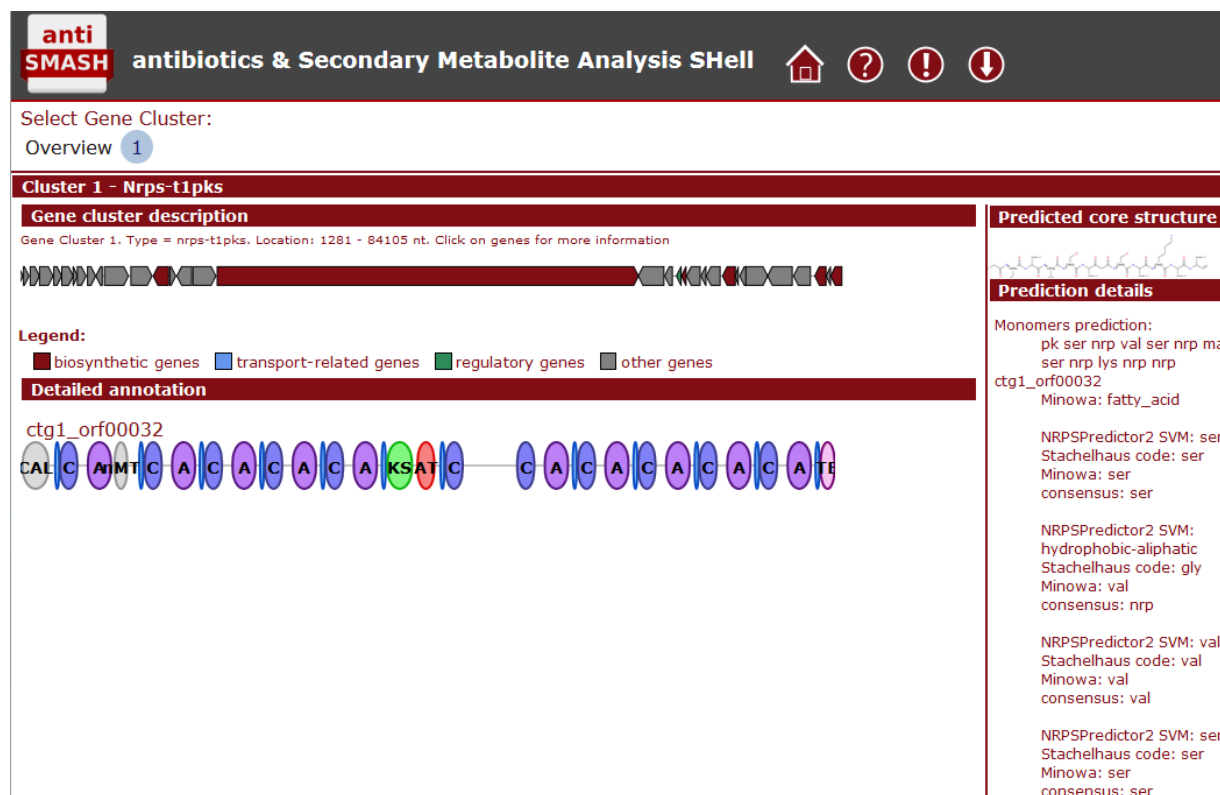 anti
SMASH
antibiotics & Secondary Metabolite Analysis SHell
Select Gene Cluster:
Overview 1
Cluster 1 - Nrps-t1pks
Gene cluster description
Gene Cluster 1. Type = nrps-t1pks. Location: 1281 - 84105 nt. Click on genes for more information
Legend:
biosynthetic genes transport-related genes regulatory genes other genes
Detailed annotation
ctg1_orf00032
CAL C A nMT C A C A C A C A KS AT C C A C A C A C A C A TE
Predicted core structure
Prediction details
Monomers prediction:
pk ser nrp val ser nrp ma
ser nrp lys nrp nrp
ctg1_orf00032
Minowa: fatty_acid
NRPSPredictor2 SVM: ser
Stachelhaus code: ser
Minowa: ser
consensus: ser
NRPSPredictor2 SVM:
hydrophobic-aliphatic
Stachelhaus code: gly
Minowa: val
consensus: nrp
NRPSPredictor2 SVM: val
Stachelhaus code: val
Minowa: val
consensus: val
NRPSPredictor2 SVM: ser
Stachelhaus code: ser
Minowa: ser
consensus: ser